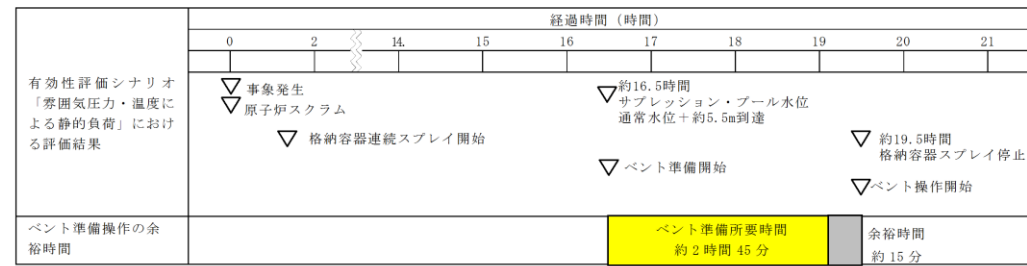 経過時間（時間）
0 2 14. 15 16 17 18 19 20 21
有効性評価シナリオ
「雰囲気圧力・温度に
よる静的負荷」におけ
る評価結果
事象発生
原子炉スクラム
格納容器連続スプレイ開始
約16.5時間
サプレッション・プール水位
通常水位＋約5.5m到達
ベント準備開始
約19.5時間
格納容器スプレイ停止
ベント操作開始
ベント準備操作の余
裕時間
ベント準備所要時間
約２時間 45 分
余裕時間
約 15 分